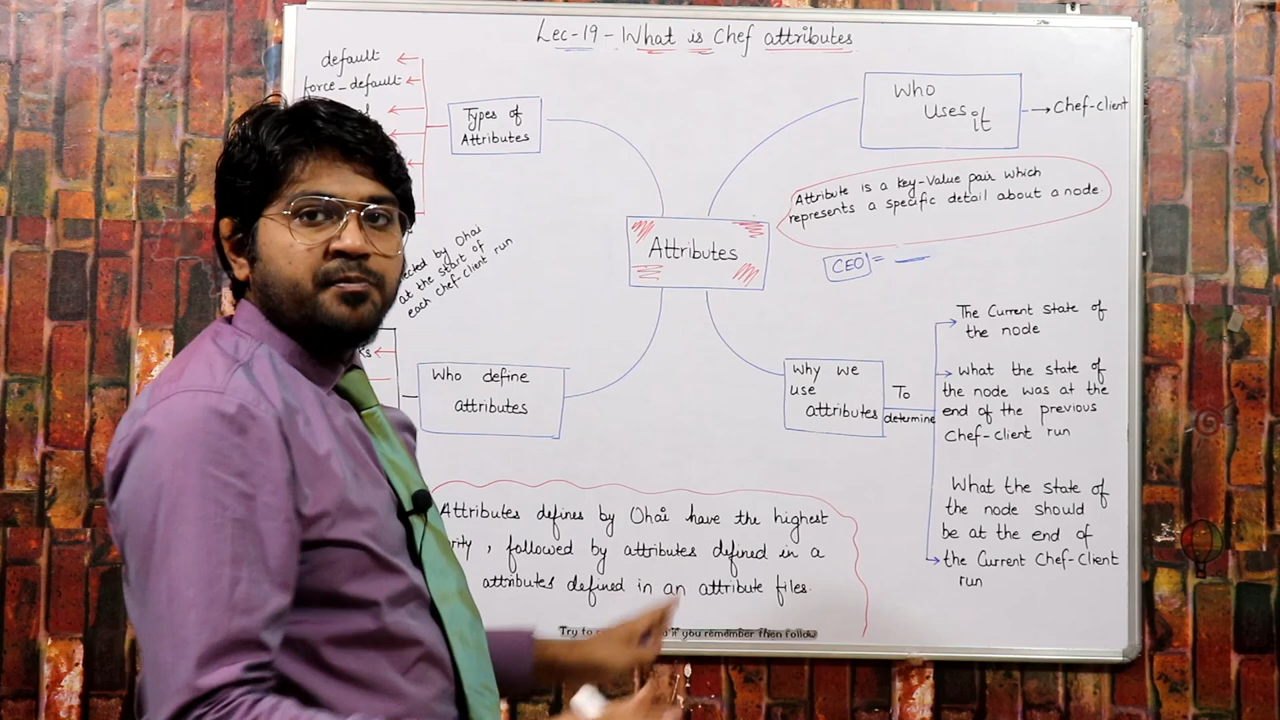 Lec-19 - What is Chef attributes
default
force_default
Types of
Attributes
Who
Uses it
Chef-client
Attribute is a key-value pair which
represents a specific detail about a node
CEO =
Attributes
at the start of
each chef-client run
by Ohai
Who define
attributes
Why we
use
attributes
To
determine
The Current state of
the node
What the state of
the node was at the
end of the previous
Chef-client run
What the state of
the node should
be at the end of
the Current Chef-client
run
Attributes defines by Ohai have the highest
, followed by attributes defined in a
attributes defined in an attribute files.
Try to if you remember then follow